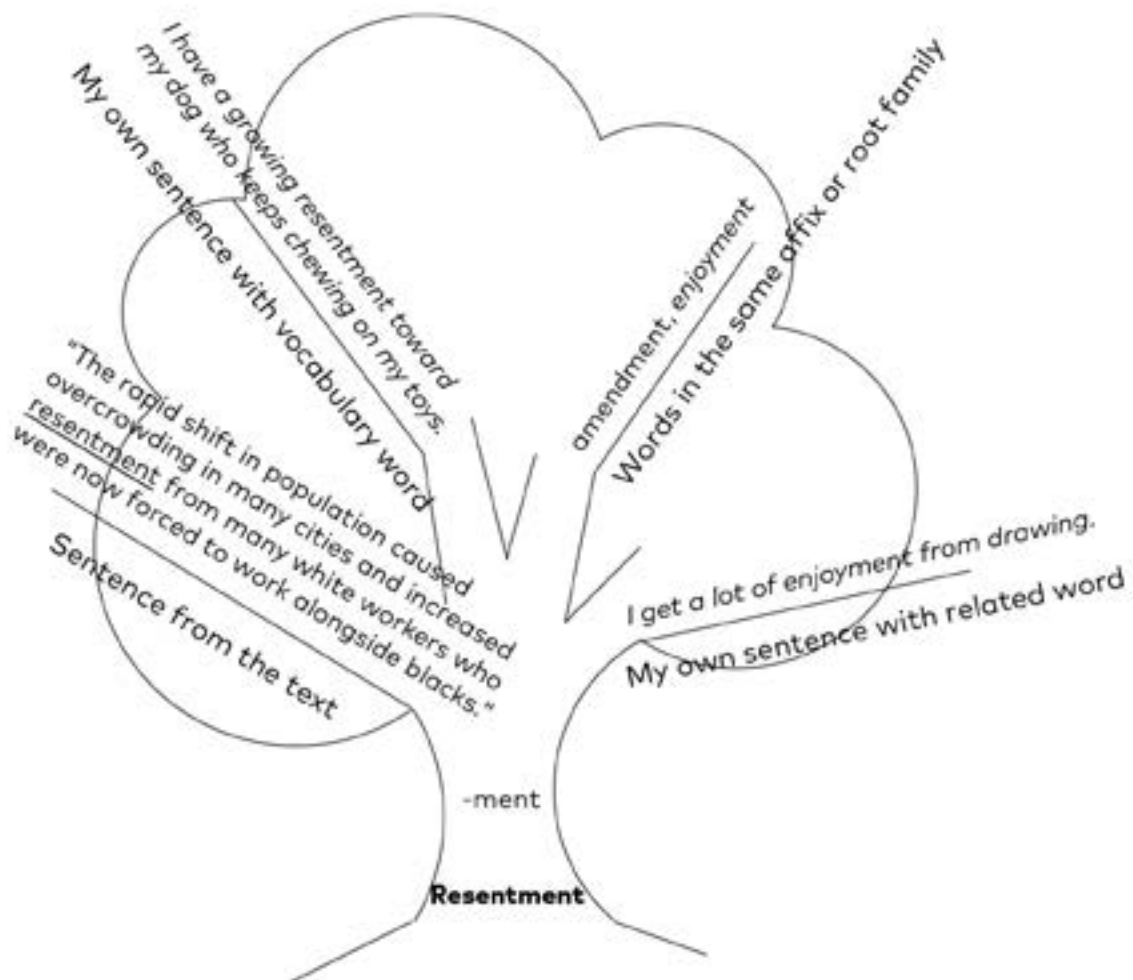 I have a growing resentment toward
my dog who keeps chewing on my toys.
My own sentence with vocabulary word
"The rapid shift in population caused
overcrowding in many cities and increased
resentment from many white workers who
were now forced to work alongside blacks."
Sentence from the text
amendment, enjoyment
Words in the same affix or root family
I get a lot of enjoyment from drawing.
My own sentence with related word
-ment
Resentment